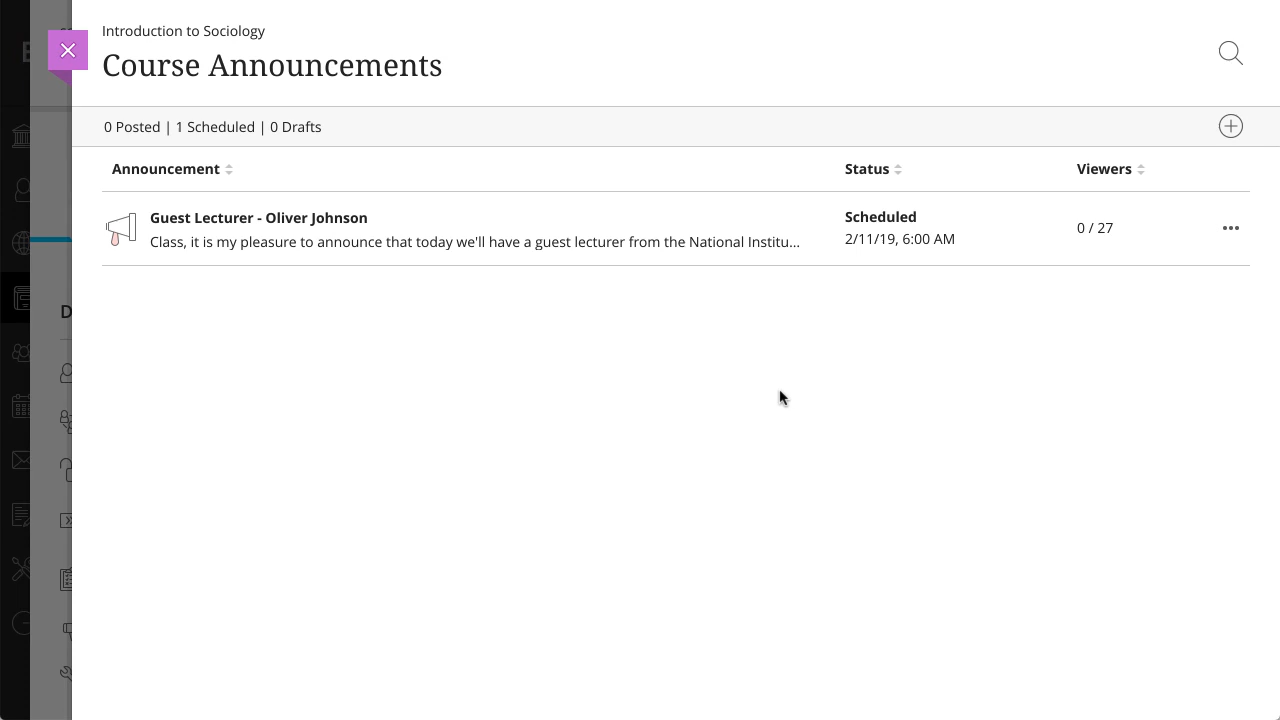 Introduction to Sociology
Course Announcements
0 Posted | 1 Scheduled | 0 Drafts
Announcement Status Viewers
Guest Lecturer - Oliver Johnson
Class, it is my pleasure to announce that today we'll have a guest lecturer from the National Institu...
Scheduled
2/11/19, 6:00 AM
0 / 27